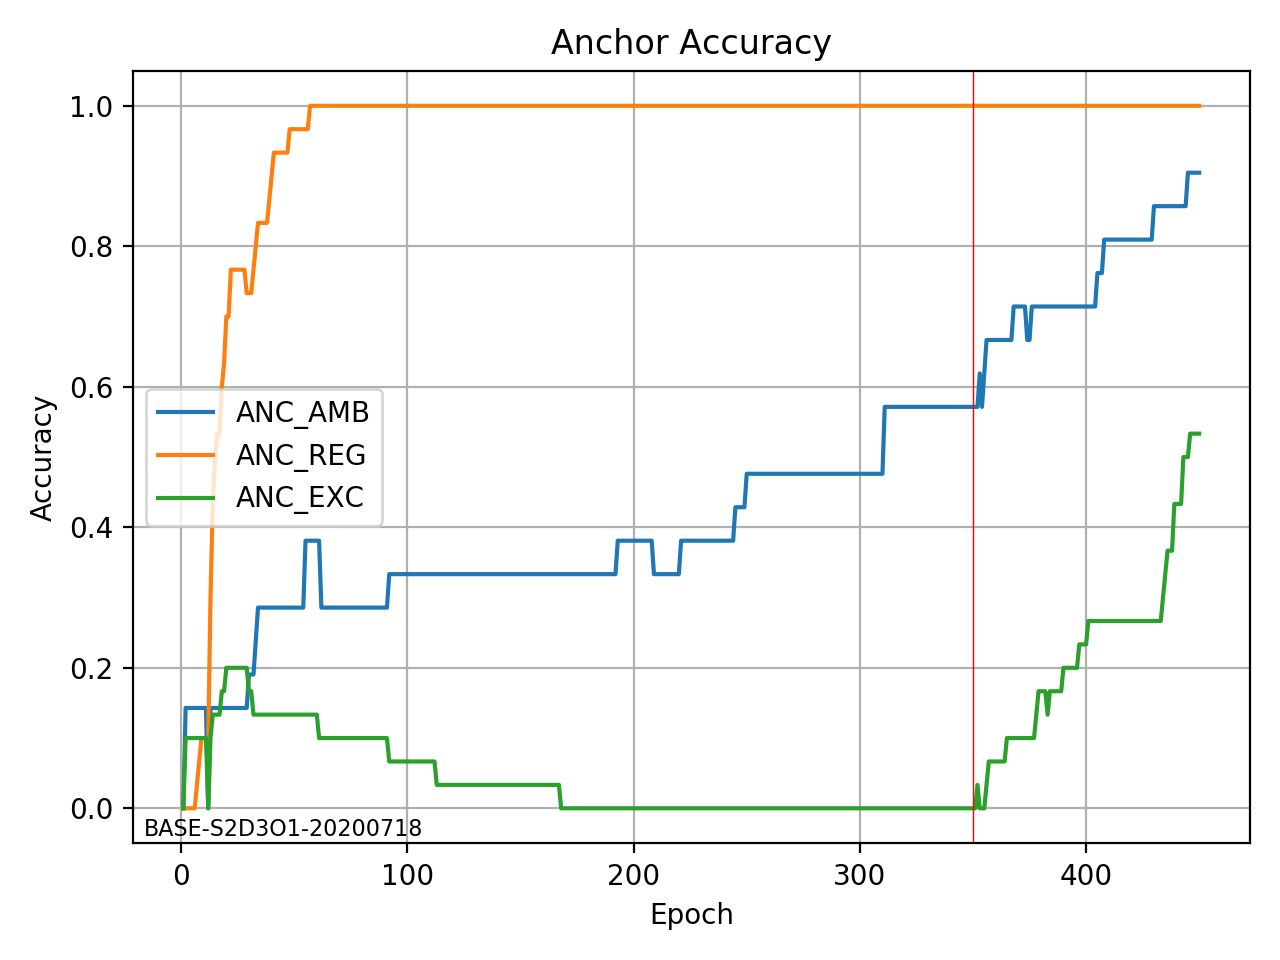 Anchor Accuracy
1.0
0.8
0.6
0.4
0.2
0.0
Accuracy
ANC_AMB
ANC_REG
ANC_EXC
BASE-S2D3O1-20200718
0 100 200 300 400
Epoch